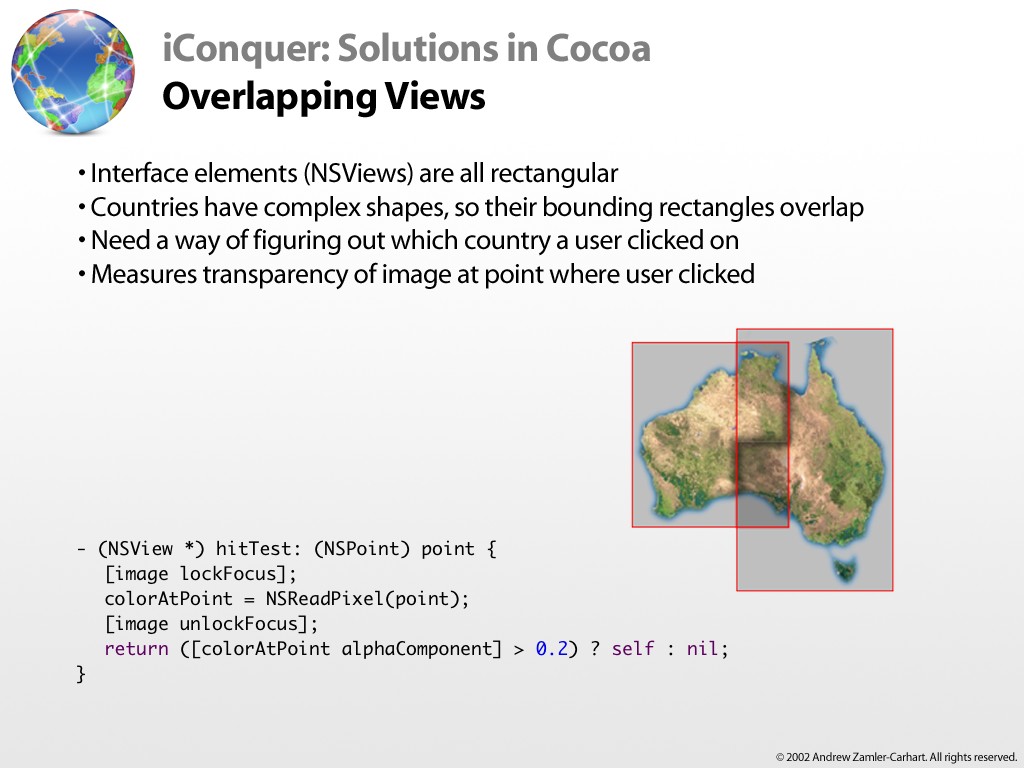 iConquer: Solutions in Cocoa
Overlapping Views
• Interface elements (NSViews) are all rectangular
• Countries have complex shapes, so their bounding rectangles overlap
• Need a way of figuring out which country a user clicked on
• Measures transparency of image at point where user clicked
- (NSView *) hitTest: (NSPoint) point {
[image lockFocus];
colorAtPoint = NSReadPixel(point);
[image unlockFocus];
return ([colorAtPoint alphaComponent] > 0.2) ? self : nil;
}
© 2002 Andrew Zamler-Carhart. All rights reserved.